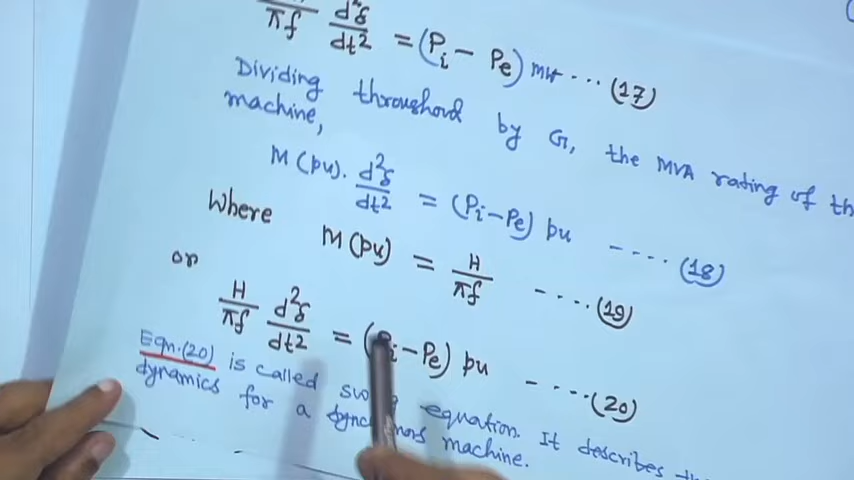 πf d²δ/dt² = (Pi - Pe) MW ... (17)
Dividing throughout by G, the MVA rating of
machine,
M(pu). d²δ/dt² = (Pi - Pe) pu ---- (18)
Where M(pu) = H/πf ---- (19)
or
H/πf d²δ/dt² = (Pi - Pe) pu ---- (20)
Eqn.(20) is called equation. It describes
dynamics for a machine.